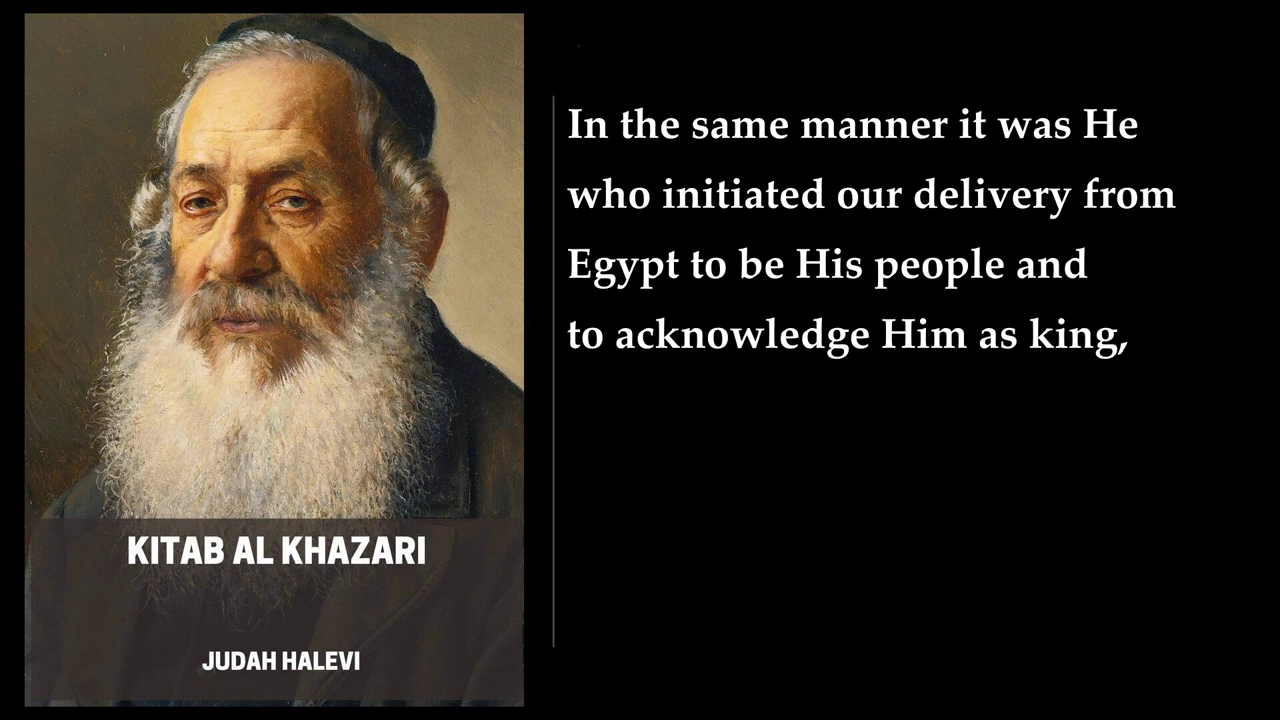 In the same manner it was He
who initiated our delivery from
Egypt to be His people and
to acknowledge Him as king,
KITAB AL KHAZARI
JUDAH HALEVI